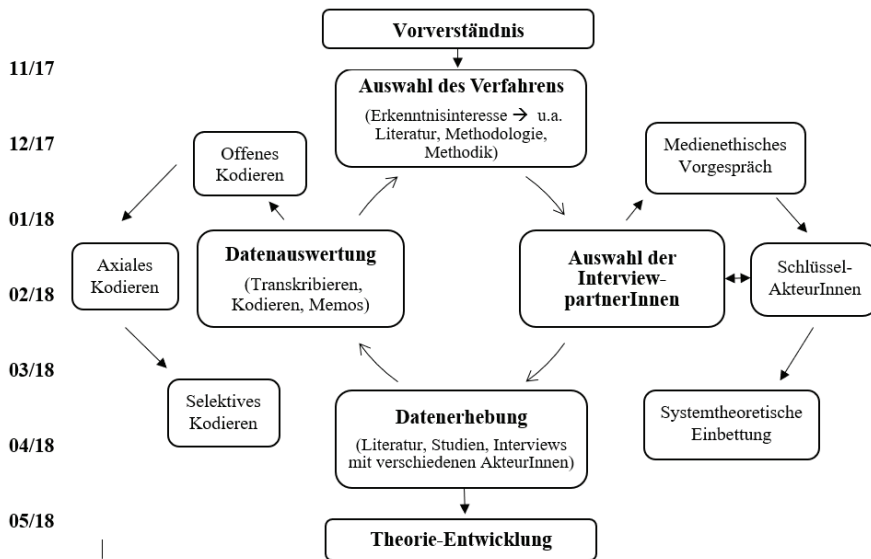 Vorverständnis
11/17
Auswahl des Verfahrens
(Erkenntnisinteresse → u.a.
Literatur, Methodologie,
Methodik)
12/17
Offenes
Kodieren
Medienethisches
Vorgespräch
01/18
Datenauswertung
(Transkribieren,
Kodieren, Memos)
Auswahl der
Interview-
partnerInnen
Axiales
Kodieren
Schlüssel-
AkteurInnen
02/18
03/18
Selektives
Kodieren
Datenerhebung
(Literatur, Studien, Interviews
mit verschiedenen AkteurInnen)
Systemtheoretische
Einbettung
04/18
05/18
Theorie-Entwicklung